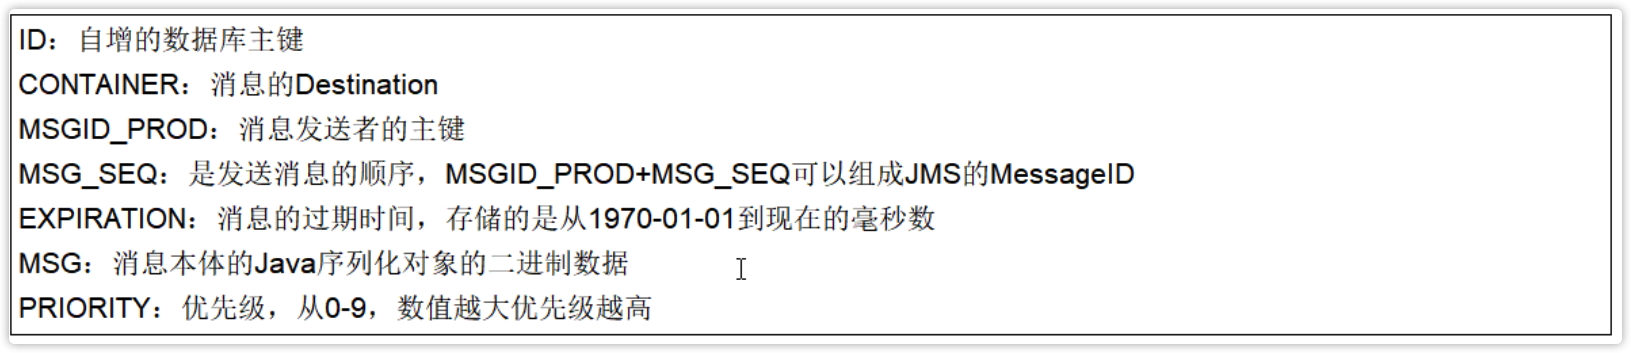 ID：自增的数据库主键
CONTAINER：消息的Destination
MSGID_PROD：消息发送者的主键
MSG_SEQ：是发送消息的顺序，MSGID_PROD+MSG_SEQ可以组成JMS的MessageID
EXPIRATION：消息的过期时间，存储的是从1970-01-01到现在的毫秒数
MSG：消息本体的Java序列化对象的二进制数据
PRIORITY：优先级，从0-9，数值越大优先级越高